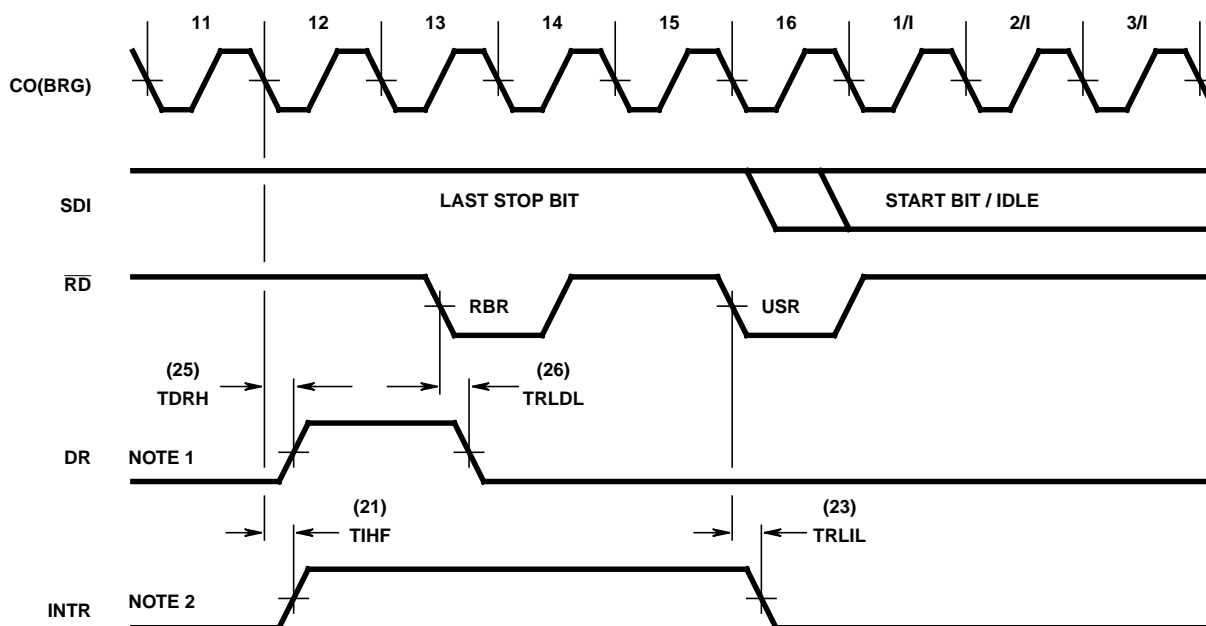 11 12 13 14 15 16 1/I 2/I 3/I
CO(BRG)
SDI LAST STOP BIT START BIT / IDLE
RD RBR USR
(25) (26)
TDRH TRLDL
DR NOTE 1
(21) (23)
TIHF TRLIL
INTR NOTE 2